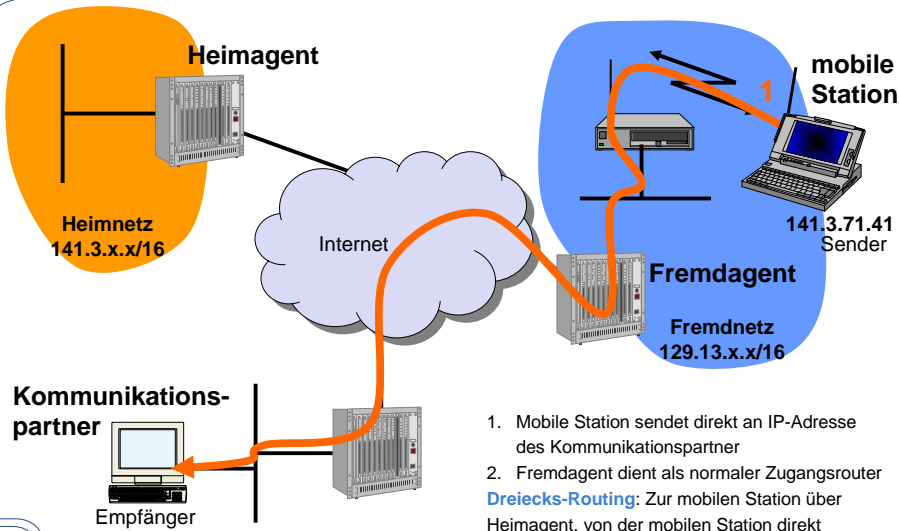 Heimagent
mobile
Station
1
141.3.71.41
Sender
Heimnetz
141.3.x.x/16
Internet
Fremdagent
Fremdnetz
129.13.x.x/16
Kommunikations-
partner
Empfänger
1. Mobile Station sendet direkt an IP-Adresse
des Kommunikationspartner
2. Fremdagent dient als normaler Zugangsrouter
Dreiecks-Routing: Zur mobilen Station über
Heimagent, von der mobilen Station direkt